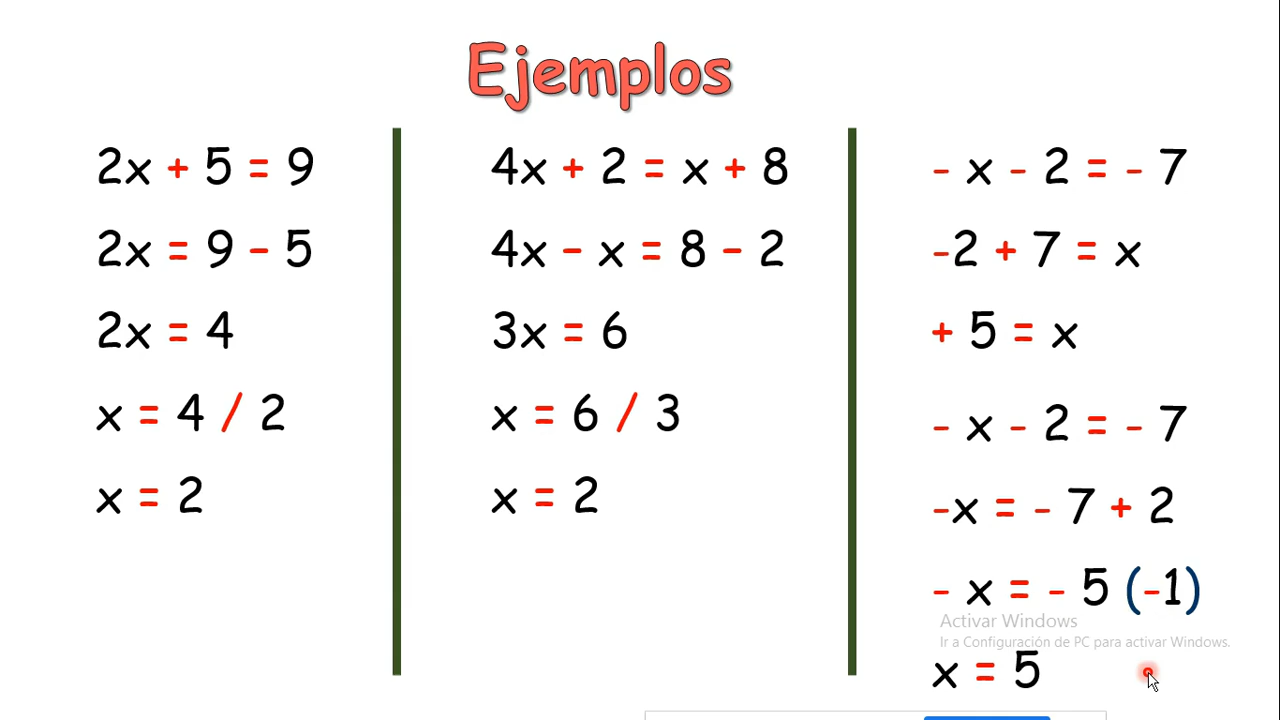 Ejemplos
2x + 5 = 9
2x = 9 - 5
2x = 4
x = 4 / 2
x = 2
4x + 2 = x + 8
4x - x = 8 - 2
3x = 6
x = 6 / 3
x = 2
- x - 2 = - 7
-2 + 7 = x
+ 5 = x
- x - 2 = - 7
-x = - 7 + 2
- x = - 5 (-1)
Activar Windows
Ir a Configuración de PC para activar Windows.
x = 5